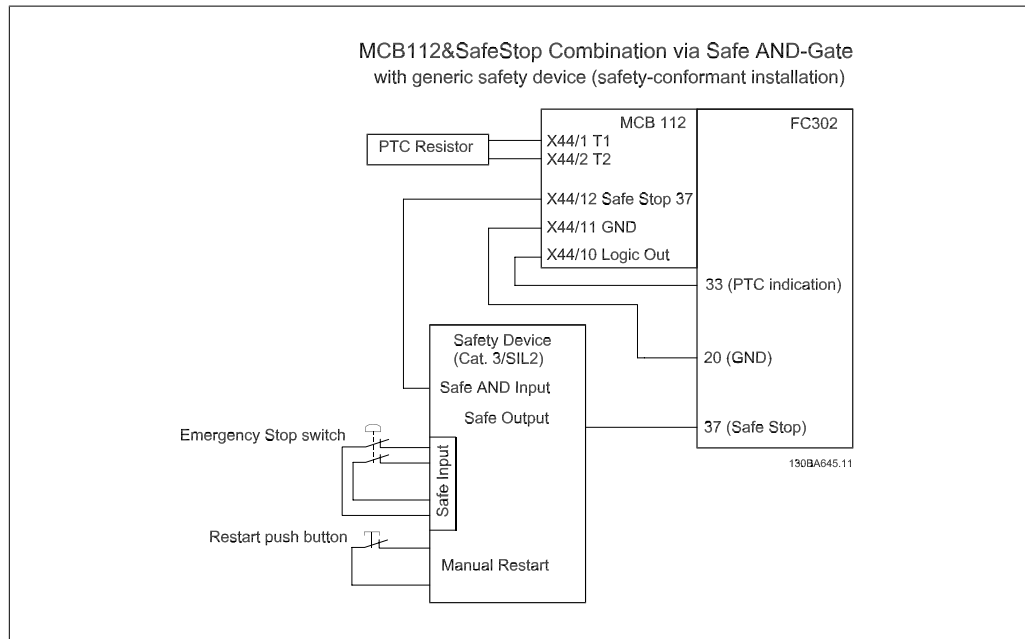 MCB112&SafeStop Combination via Safe AND-Gate
with generic safety device (safety-conformant installation)
MCB 112
FC302
PTC Resistor
X44/1 T1
X44/2 T2
X44/12 Safe Stop 37
X44/11 GND
X44/10 Logic Out
33 (PTC indication)
Safety Device
(Cat. 3/SIL2)
20 (GND)
Safe AND Input
Safe Output
37 (Safe Stop)
Emergency Stop switch
Safe Input
130BA645.11
Restart push button
Manual Restart